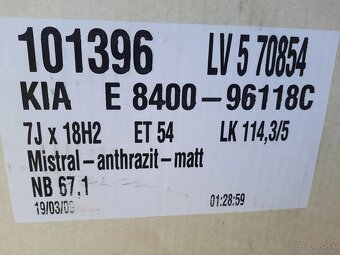 101396 LV 5 70854
KIA E 8400-96118C
7J x 18H2 ET 54 LK 114,3/5
Mistral-anthrazit-matt
NB 67,1
19/03/09 01:28:59